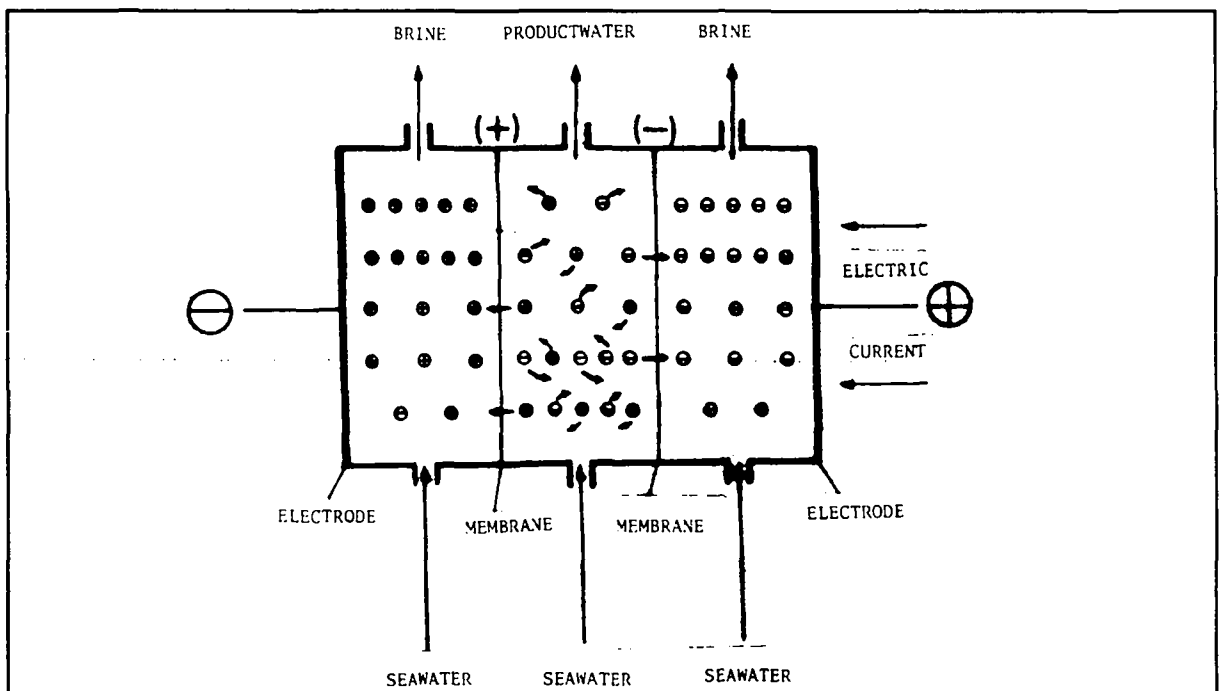 BRINE PRODUCTWATER BRINE
(+) (−)
ELECTRIC
CURRENT
ELECTRODE MEMBRANE MEMBRANE ELECTRODE
SEAWATER SEAWATER SEAWATER